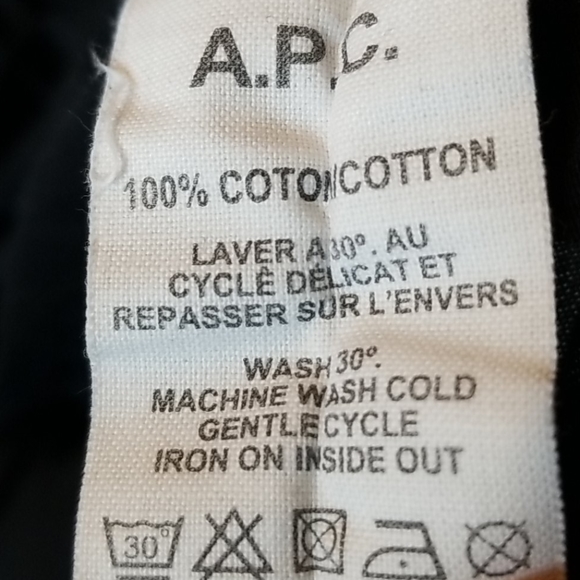 A.P.C.
100% COTON/COTTON
LAVER A 30°. AU
CYCLE DÉLICAT ET
REPASSER SUR L'ENVERS
WASH 30°.
MACHINE WASH COLD
GENTLE CYCLE
IRON ON INSIDE OUT
30°